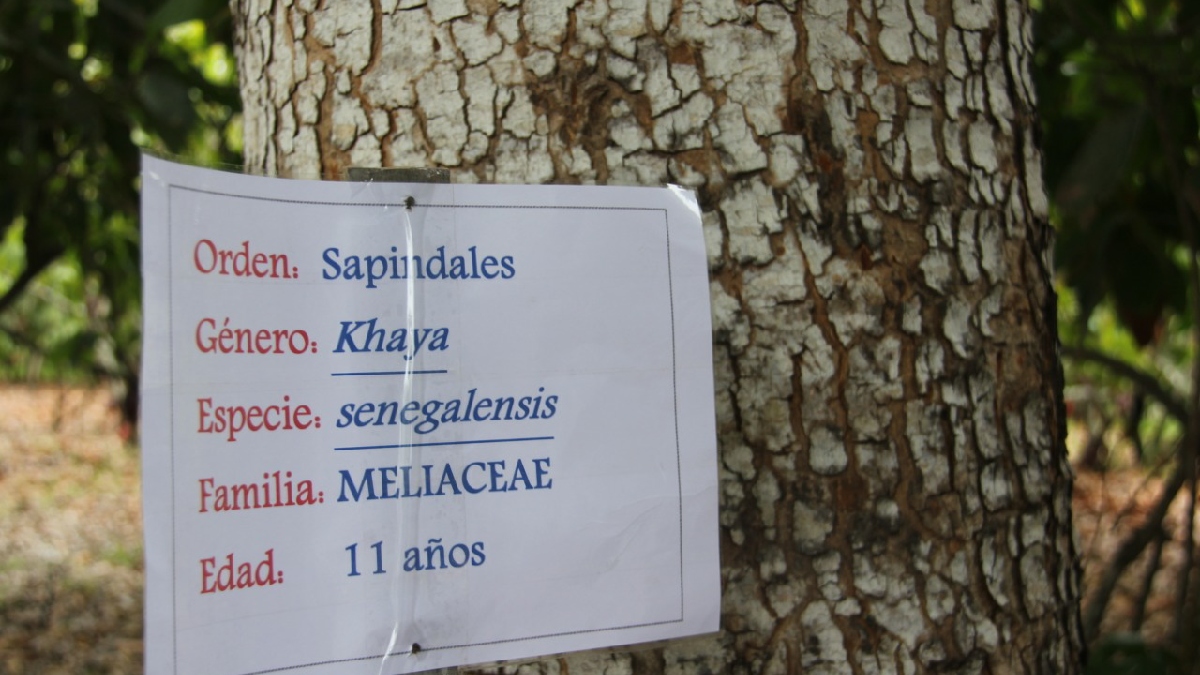 Orden: Sapindales
Género: Khaya
Especie: senegalensis
Familia: MELIACEAE
Edad: 11 años